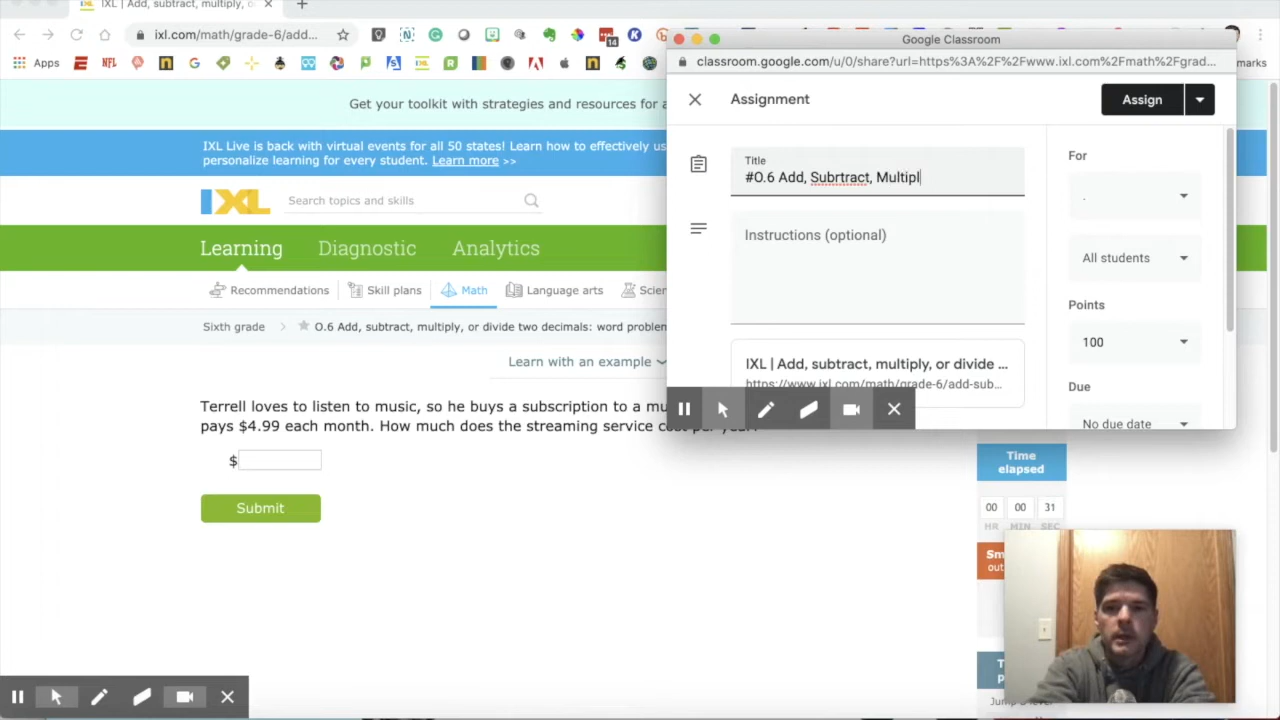 IXL | Add, subtract, multiply, o
ixl.com/math/grade-6/add...
14
Apps
NFL
marks
Get your toolkit with strategies and resources for a
IXL Live is back with virtual events for all 50 states! Learn how to effectively us
personalize learning for every student. Learn more >>
IXL
Search topics and skills
Learning
Diagnostic
Analytics
Recommendations
Skill plans
Math
Language arts
Scien
Sixth grade
O.6 Add, subtract, multiply, or divide two decimals: word problem
Learn with an example
Terrell loves to listen to music, so he buys a subscription to a mu
pays $4.99 each month. How much does the streaming service cost per year?
$
Submit
Google Classroom
classroom.google.com/u/0/share?url=https%3A%2F%2Fwww.ixl.com%2Fmath%2Fgrad...
Assignment
Assign
Title
#O.6 Add, Subrtract, Multipl
Instructions (optional)
IXL | Add, subtract, multiply, or divide ...
https://www.ixl.com/math/grade-6/add-sub...
For
.
All students
Points
100
Due
No due date
Time
elapsed
00 00 31
HR MIN SEC
Sm
out